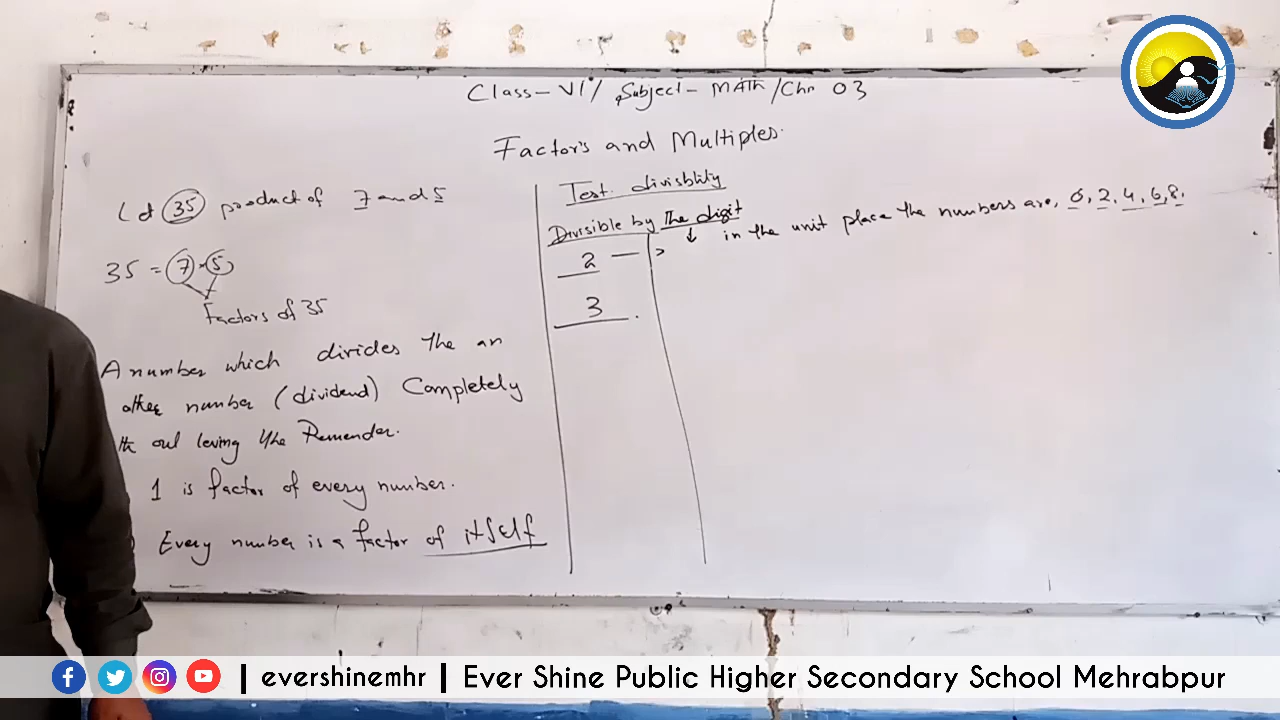 Class-VI / Subject- MATH /Chn 03
Factors and Multiples.
Let 35 product of 7 and 5
35 = 7 × 5
Factors of 35
A number which divides the an
other number (dividend) Completely
th out leving the Remender.
1 is factor of every number.
Every number is a factor of itself
Test divisblity
Divisible by The digit in the unit place the numbers are, 0, 2, 4, 6, 8.
2
3
| evershinemhr | Ever Shine Public Higher Secondary School Mehrabpur